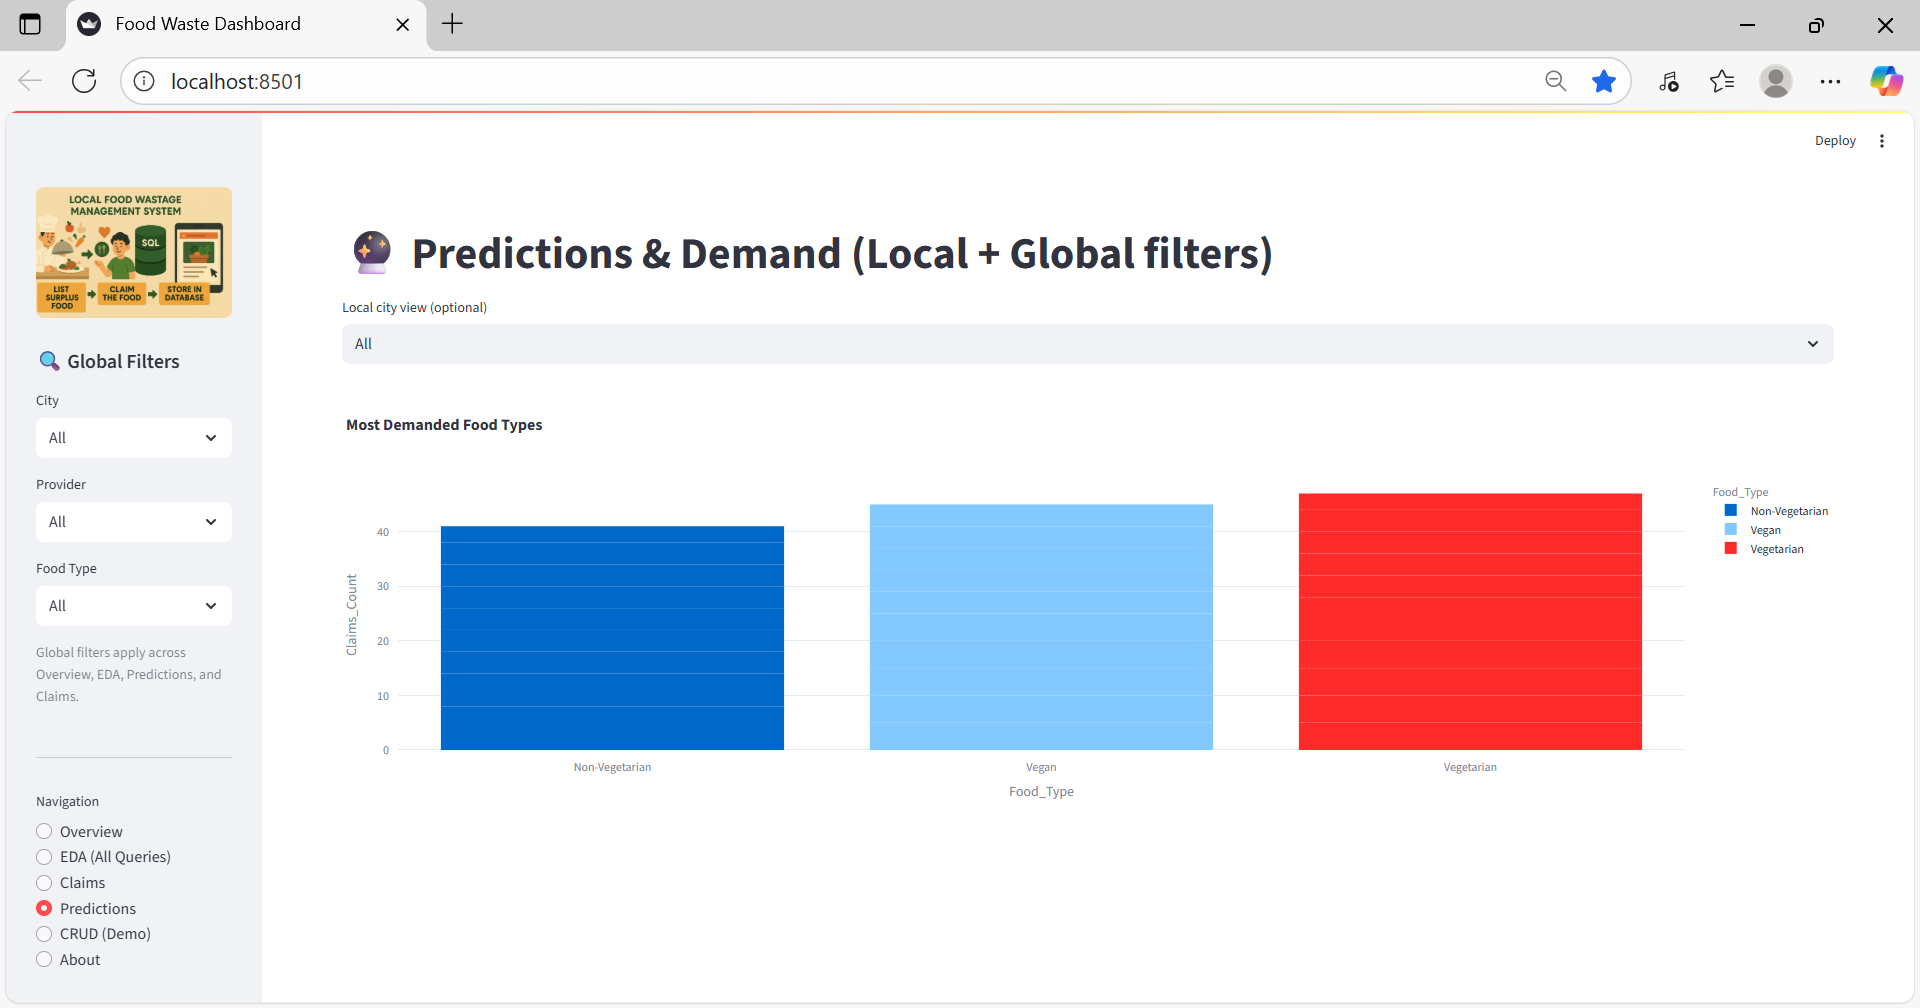 Food Waste Dashboard
localhost:8501
Deploy
LOCAL FOOD WASTAGE
MANAGEMENT SYSTEM
SQL
LIST
SURPLUS
FOOD
CLAIM
THE FOOD
STORE IN
DATABASE
Global Filters
City
All
Provider
All
Food Type
All
Global filters apply across
Overview, EDA, Predictions, and
Claims.
Navigation
Overview
EDA (All Queries)
Claims
Predictions
CRUD (Demo)
About
Predictions & Demand (Local + Global filters)
Local city view (optional)
All
Most Demanded Food Types
Claims_Count
40
30
20
10
0
Non-Vegetarian
Vegan
Vegetarian
Food_Type
Food_Type
Non-Vegetarian
Vegan
Vegetarian